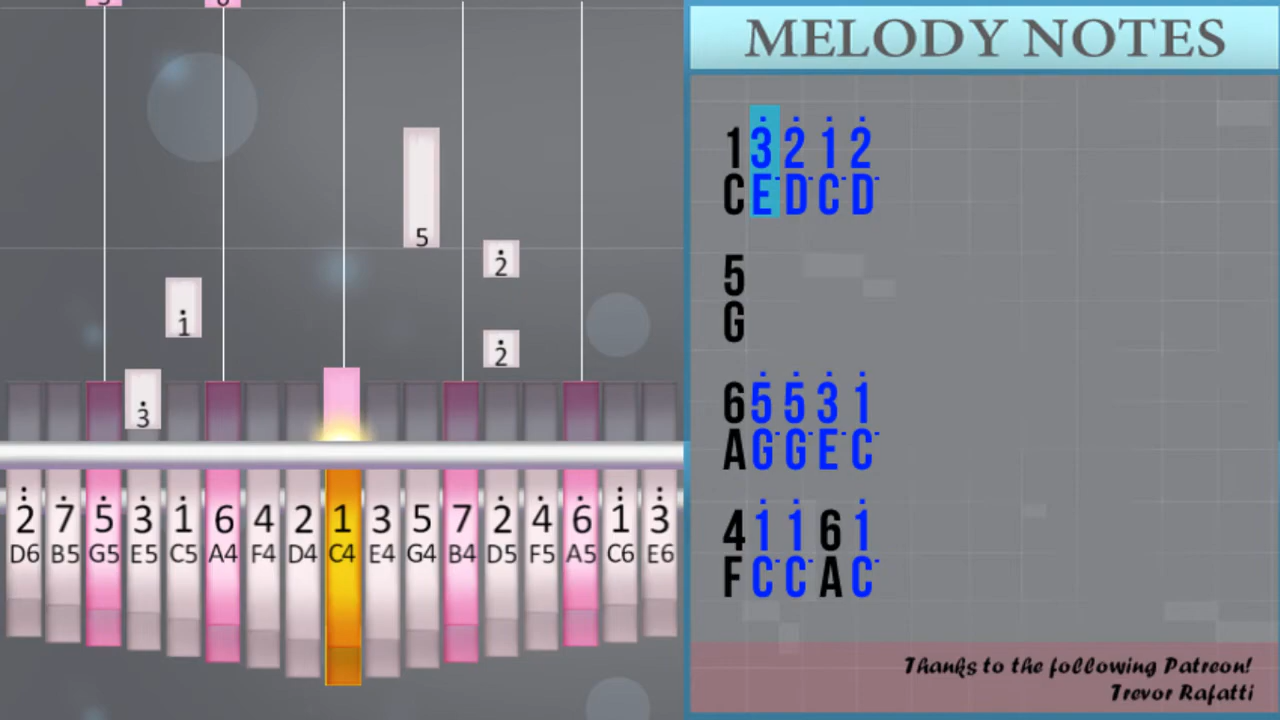 MELODY NOTES
1 3̇ 2̇ 1̇ 2̇
C E˙ D˙ C˙ D˙
5
G
6 5̇ 5̇ 3̇ 1̇
A G˙ G˙ E˙ C˙
4 1̇ 1̇ 6 1̇
F C˙ C˙ A C˙
Thanks to the following Patreon!
Trevor Rafatti
5
2̇
1̇
2̇
3̇
2̈ 7̇ 5̇ 3̇ 1̇ 6 4 2 1 3 5 7 2̇ 4̇ 6̇ 1̈ 3̈
D6 B5 G5 E5 C5 A4 F4 D4 C4 E4 G4 B4 D5 F5 A5 C6 E6